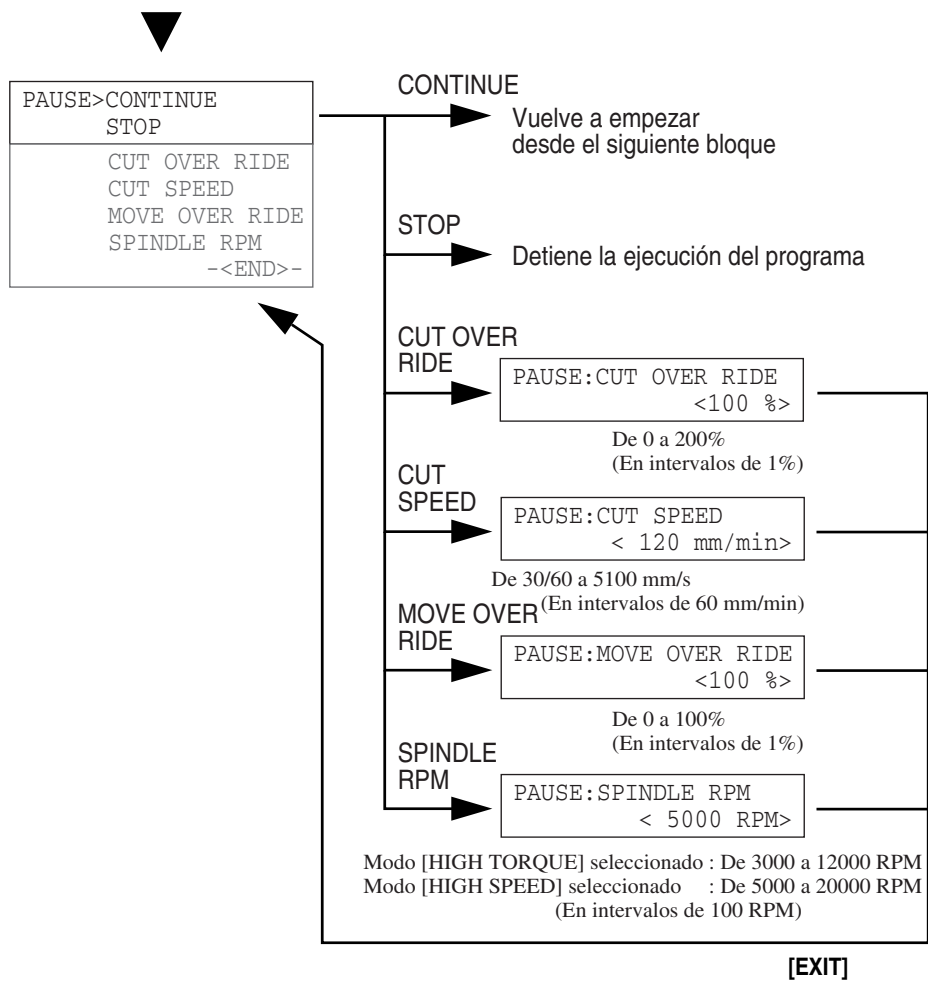 PAUSE>CONTINUE
STOP
CUT OVER RIDE
CUT SPEED
MOVE OVER RIDE
SPINDLE RPM
-<END>-
CONTINUE
Vuelve a empezar
desde el siguiente bloque
STOP
Detiene la ejecución del programa
CUT OVER
RIDE
PAUSE:CUT OVER RIDE
<100 %>
De 0 a 200%
(En intervalos de 1%)
CUT
SPEED
PAUSE:CUT SPEED
< 120 mm/min>
De 30/60 a 5100 mm/s
(En intervalos de 60 mm/min)
MOVE OVER
RIDE
PAUSE:MOVE OVER RIDE
<100 %>
De 0 a 100%
(En intervalos de 1%)
SPINDLE
RPM
PAUSE:SPINDLE RPM
< 5000 RPM>
Modo [HIGH TORQUE] seleccionado : De 3000 a 12000 RPM
Modo [HIGH SPEED] seleccionado : De 5000 a 20000 RPM
(En intervalos de 100 RPM)
[EXIT]